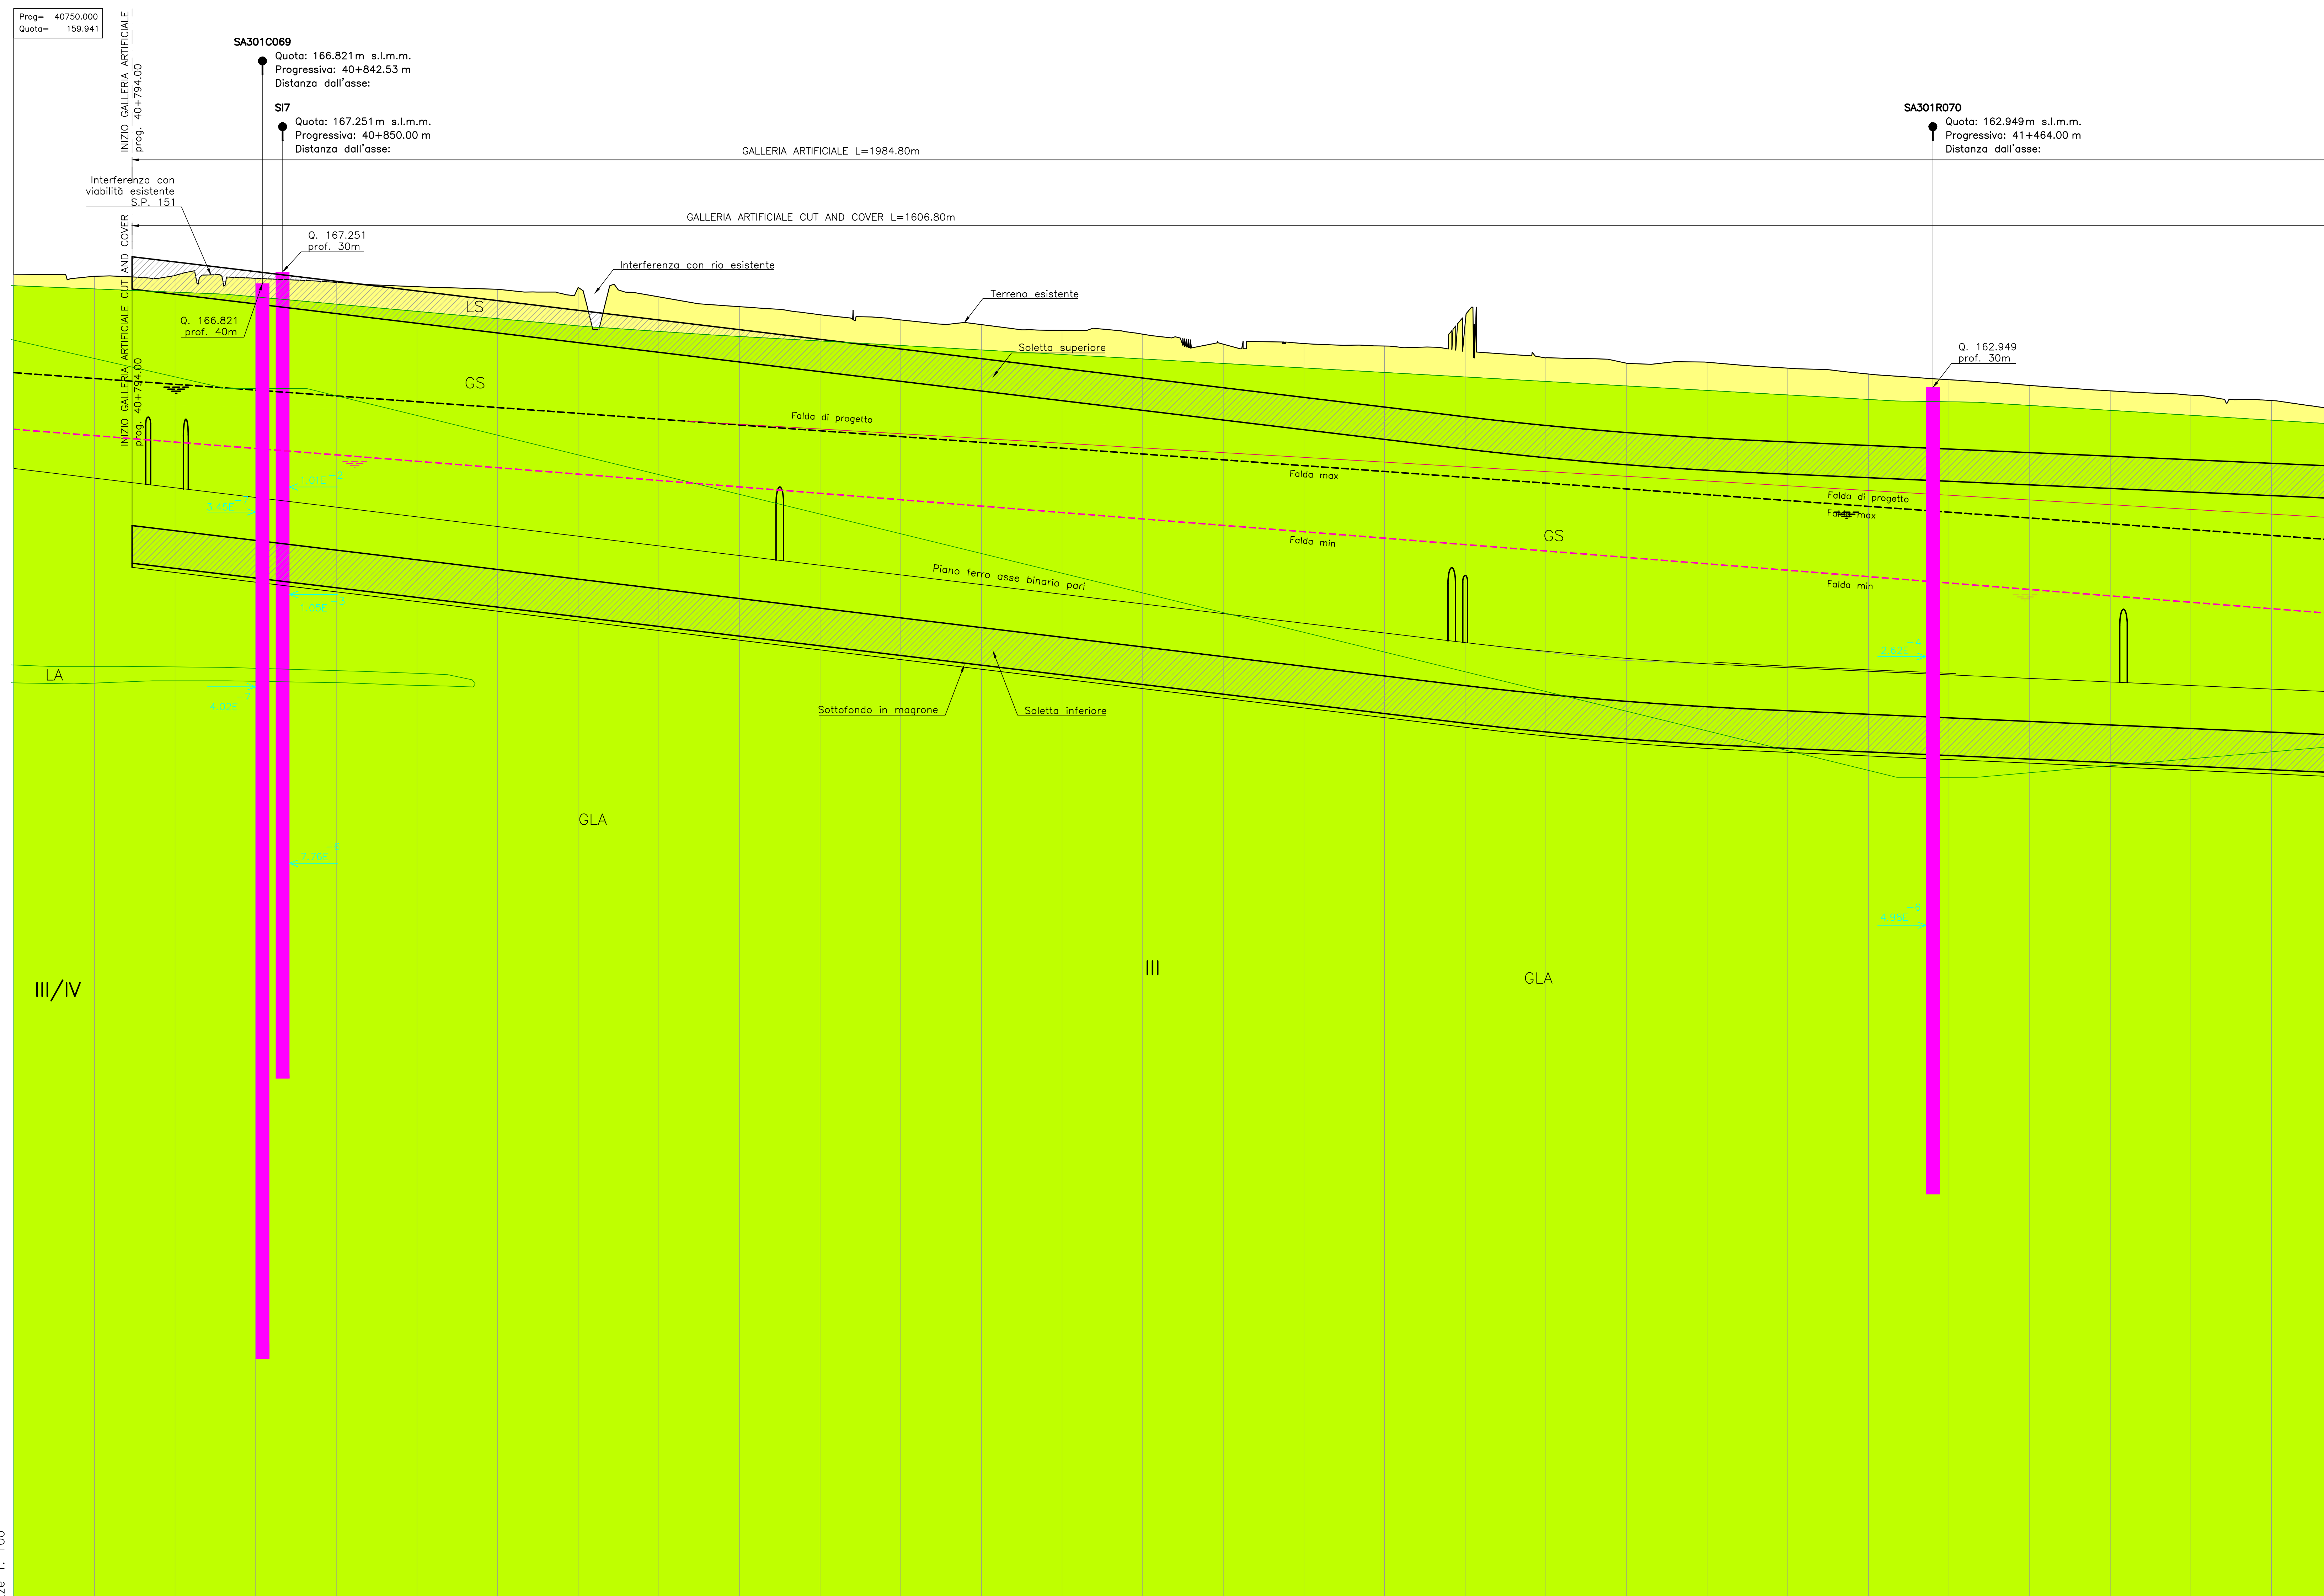 Prog= 40750.000
Quota= 159.941
INIZIO GALLERIA ARTIFICIALE
prog. 40+794.00
SA301C069
Quota: 166.821m s.l.m.m.
Progressiva: 40+842.53 m
Distanza dall'asse:
SI7
Quota: 167.251m s.l.m.m.
Progressiva: 40+850.00 m
Distanza dall'asse:
SA301R070
Quota: 162.949m s.l.m.m.
Progressiva: 41+464.00 m
Distanza dall'asse:
GALLERIA ARTIFICIALE L=1984.80m
Interferenza con
viabilità esistente
S.P. 151
GALLERIA ARTIFICIALE CUT AND COVER L=1606.80m
INIZIO GALLERIA ARTIFICIALE CUT AND COVER
prog. 40+794.00
Q. 167.251
prof. 30m
Interferenza con rio esistente
Terreno esistente
LS
Q. 166.821
prof. 40m
Soletta superiore
Q. 162.949
prof. 30m
GS
Falda di progetto
Falda max
Falda di progetto
Falda max
GS
Falda min
Falda min
Piano ferro asse binario pari
LA
Sottofondo in magrone
Soletta inferiore
2.82E-4
4.98E-6
GLA
GLA
III
III/IV